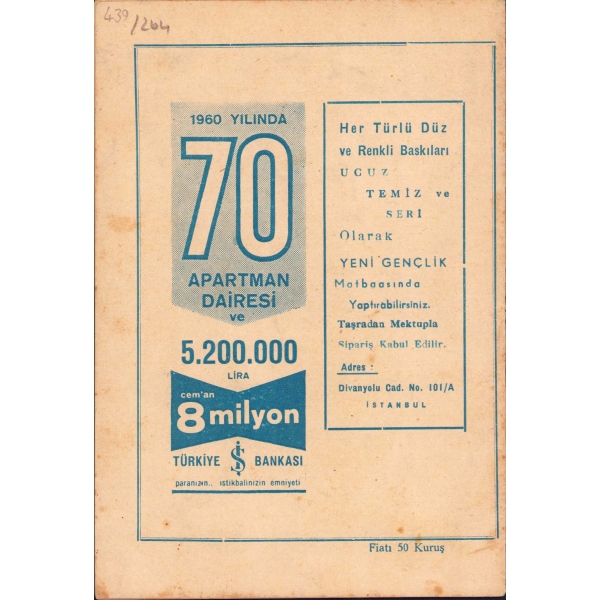 439/264
1960 YILINDA
70
APARTMAN
DAİRESİ
ve
5.200.000
LİRA
cem'an
8 milyon
TÜRKİYE İŞ BANKASI
paranızın.. istikbalinizin emniyeti
Her Türlü Düz
ve Renkli Baskıları
UCUZ
TEMİZ ve
SERİ
Olarak
YENİ GENÇLİK
Matbaasında
Yaptırabilirsiniz.
Taşradan Mektupla
Sipariş Kabul Edilir.
Adres :
Divanyolu Cad. No. 101/A
İSTANBUL
Fiatı 50 Kuruş